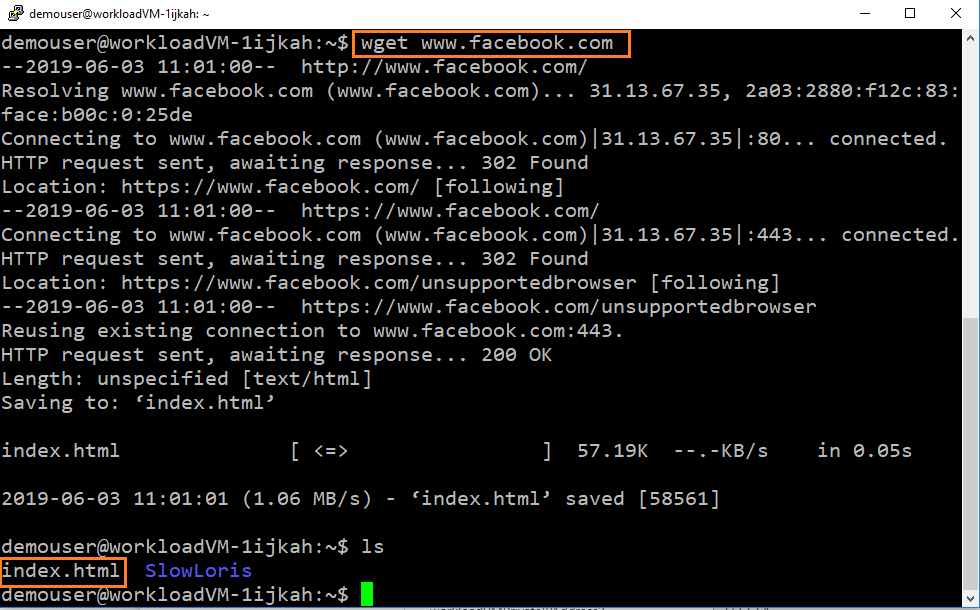 demouser@workloadVM-1ijkah: ~
demouser@workloadVM-1ijkah:~$ wget www.facebook.com
--2019-06-03 11:01:00--  http://www.facebook.com/
Resolving www.facebook.com (www.facebook.com)... 31.13.67.35, 2a03:2880:f12c:83:
face:b00c:0:25de
Connecting to www.facebook.com (www.facebook.com)|31.13.67.35|:80... connected.
HTTP request sent, awaiting response... 302 Found
Location: https://www.facebook.com/ [following]
--2019-06-03 11:01:00--  https://www.facebook.com/
Connecting to www.facebook.com (www.facebook.com)|31.13.67.35|:443... connected.
HTTP request sent, awaiting response... 302 Found
Location: https://www.facebook.com/unsupportedbrowser [following]
--2019-06-03 11:01:00--  https://www.facebook.com/unsupportedbrowser
Reusing existing connection to www.facebook.com:443.
HTTP request sent, awaiting response... 200 OK
Length: unspecified [text/html]
Saving to: ‘index.html’
index.html              [ <=>                ]  57.19K  --.-KB/s    in 0.05s
2019-06-03 11:01:01 (1.06 MB/s) - ‘index.html’ saved [58561]
demouser@workloadVM-1ijkah:~$ ls
index.html  SlowLoris
demouser@workloadVM-1ijkah:~$